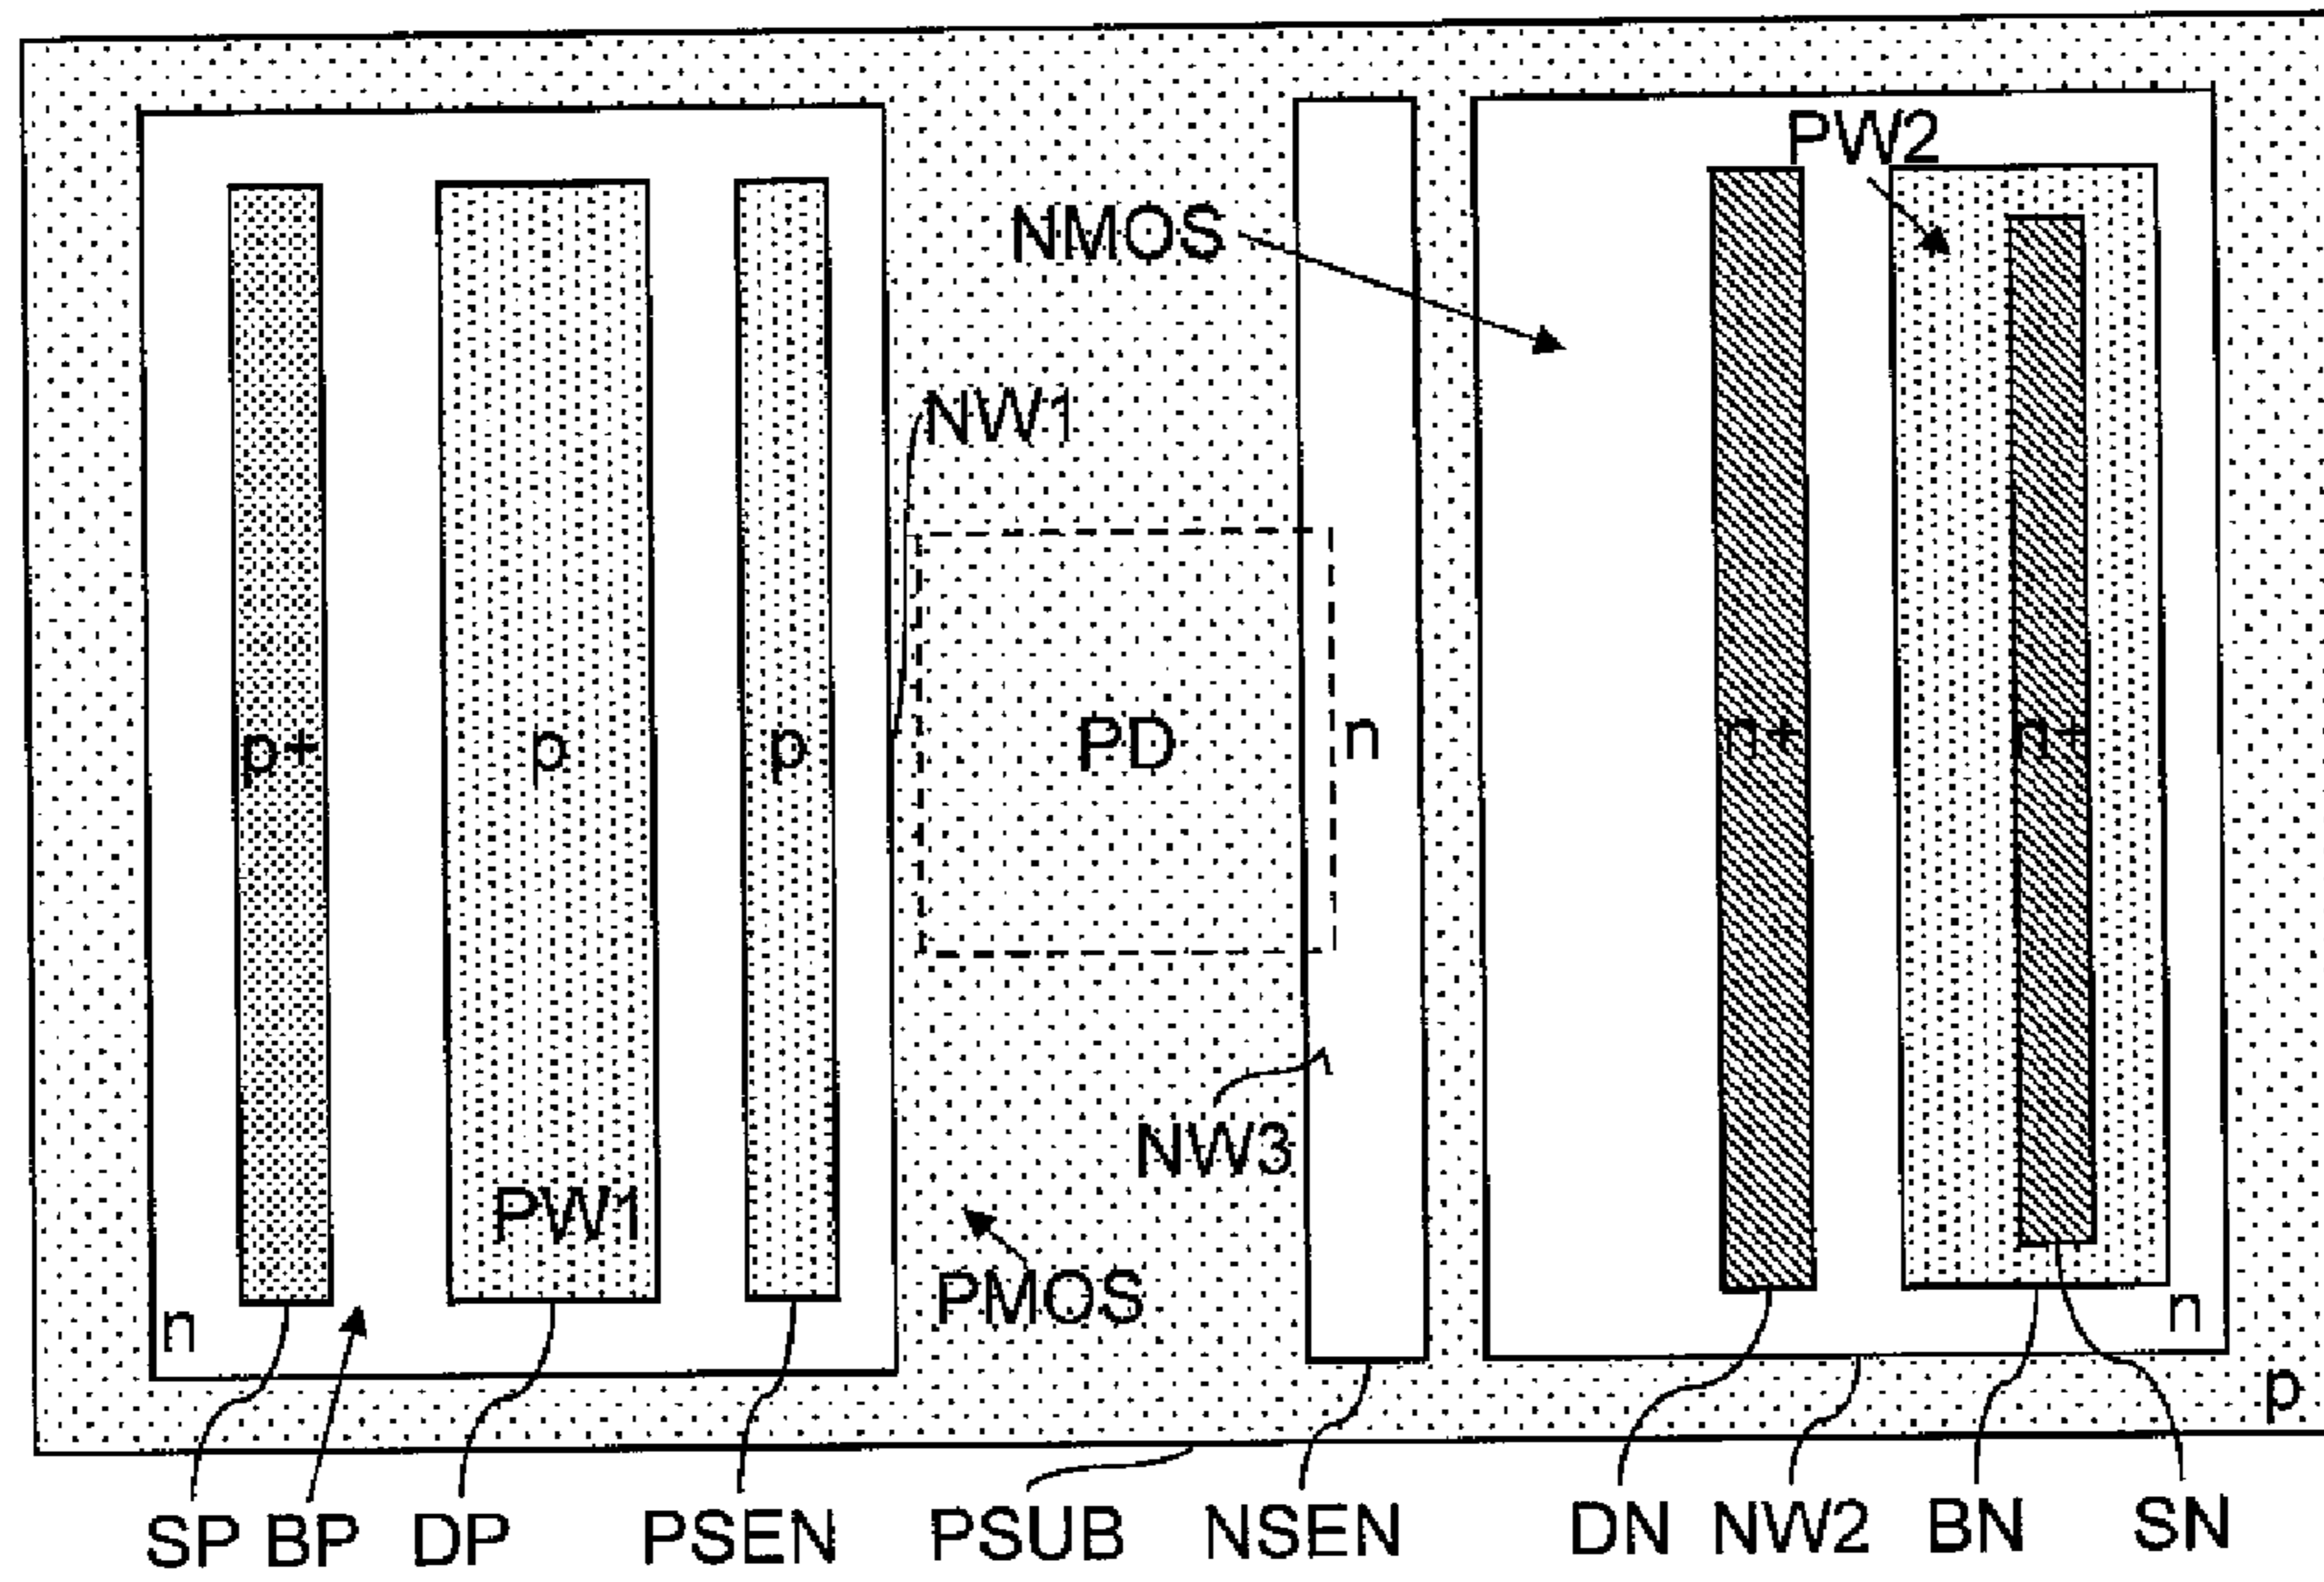 PW2
NMOS
NW1
p+
p
p
PD
n
n+
n+
NW3
PW1
PMOS
n
n
p
SP BP DP PSEN PSUB NSEN DN NW2 BN SN